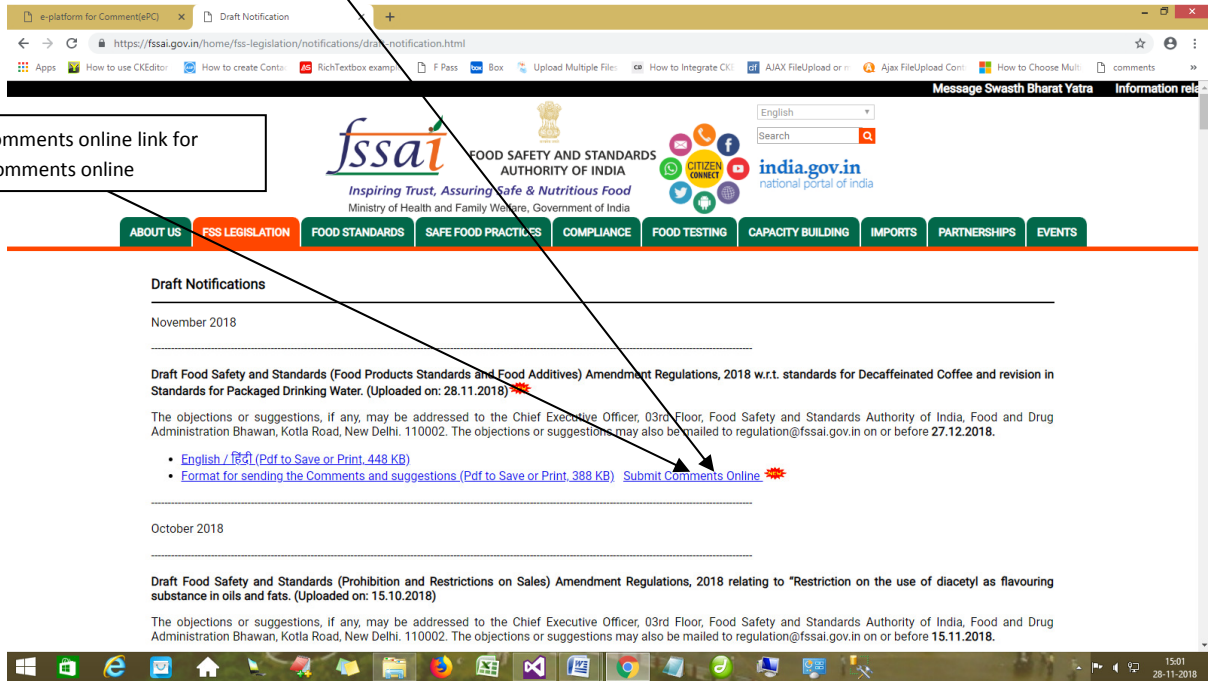 e-platform for Comment(ePC)
Draft Notification
https://fssai.gov.in/home/fss-legislation/notifications/draft-notification.html
Apps How to use CKEditor How to create Conta RichTextbox example F Pass Box Upload Multiple Files How to Integrate CKE AJAX FileUpload or m Ajax FileUpload Cont How to Choose Mult comments »
Message Swasth Bharat Yatra Information rela
omments online link for
omments online
fssai
FOOD SAFETY AND STANDARDS
AUTHORITY OF INDIA
Inspiring Trust, Assuring Safe & Nutritious Food
Ministry of Health and Family Welfare, Government of India
CITIZEN
CONNECT
English
Search
india.gov.in
national portal of india
ABOUT US FSS LEGISLATION FOOD STANDARDS SAFE FOOD PRACTICES COMPLIANCE FOOD TESTING CAPACITY BUILDING IMPORTS PARTNERSHIPS EVENTS
Draft Notifications
November 2018
Draft Food Safety and Standards (Food Products Standards and Food Additives) Amendment Regulations, 2018 w.r.t. standards for Decaffeinated Coffee and revision in
Standards for Packaged Drinking Water. (Uploaded on: 28.11.2018) NEW
The objections or suggestions, if any, may be addressed to the Chief Executive Officer, 03rd Floor, Food Safety and Standards Authority of India, Food and Drug
Administration Bhawan, Kotla Road, New Delhi. 110002. The objections or suggestions may also be mailed to regulation@fssai.gov.in on or before 27.12.2018.
• English / हिंदी (Pdf to Save or Print, 448 KB)
• Format for sending the Comments and suggestions (Pdf to Save or Print, 388 KB) Submit Comments Online NEW
October 2018
Draft Food Safety and Standards (Prohibition and Restrictions on Sales) Amendment Regulations, 2018 relating to “Restriction on the use of diacetyl as flavouring
substance in oils and fats. (Uploaded on: 15.10.2018)
The objections or suggestions, if any, may be addressed to the Chief Executive Officer, 03rd Floor, Food Safety and Standards Authority of India, Food and Drug
Administration Bhawan, Kotla Road, New Delhi. 110002. The objections or suggestions may also be mailed to regulation@fssai.gov.in on or before 15.11.2018.
15:01
28-11-2018